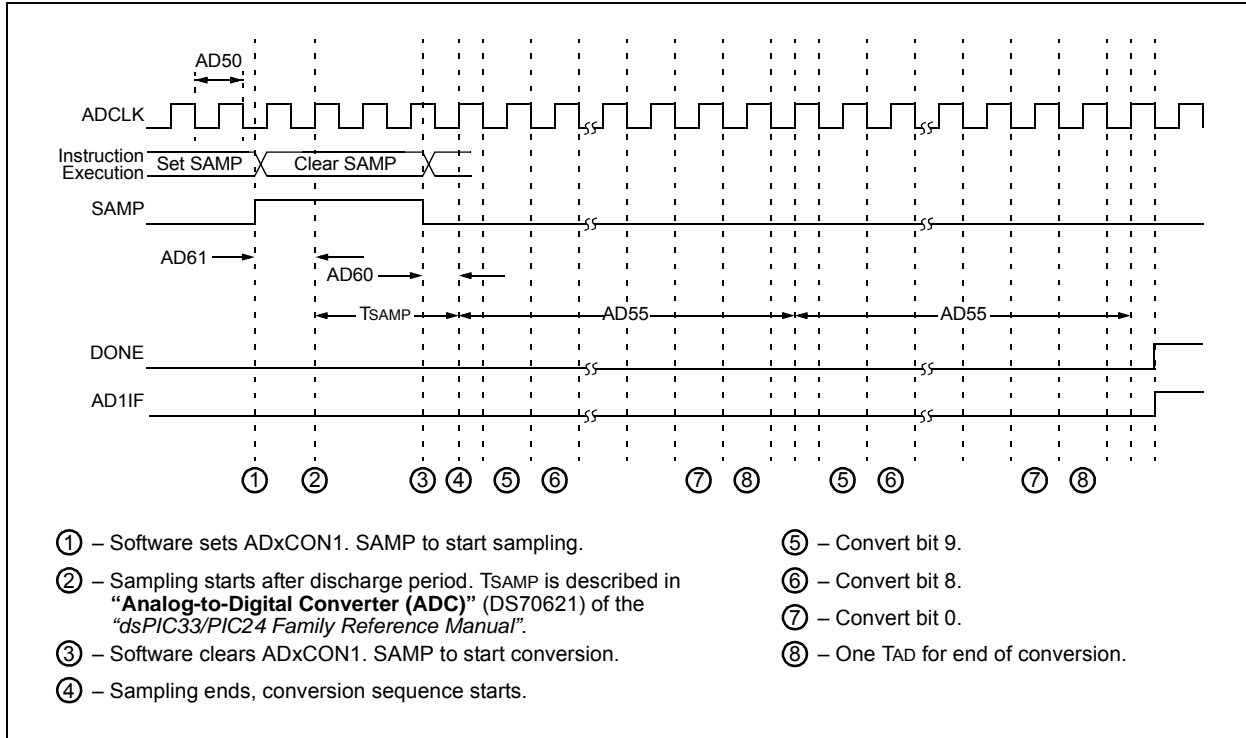 AD50
ADCLK
Instruction
Execution
Set SAMP
Clear SAMP
SAMP
AD61
AD60
TSAMP
AD55
AD55
DONE
AD1IF
1 2 3 4 5 6 7 8 5 6 7 8
1 – Software sets ADxCON1. SAMP to start sampling.
2 – Sampling starts after discharge period. TSAMP is described in
“Analog-to-Digital Converter (ADC)” (DS70621) of the
“dsPIC33/PIC24 Family Reference Manual”.
3 – Software clears ADxCON1. SAMP to start conversion.
4 – Sampling ends, conversion sequence starts.
5 – Convert bit 9.
6 – Convert bit 8.
7 – Convert bit 0.
8 – One TAD for end of conversion.